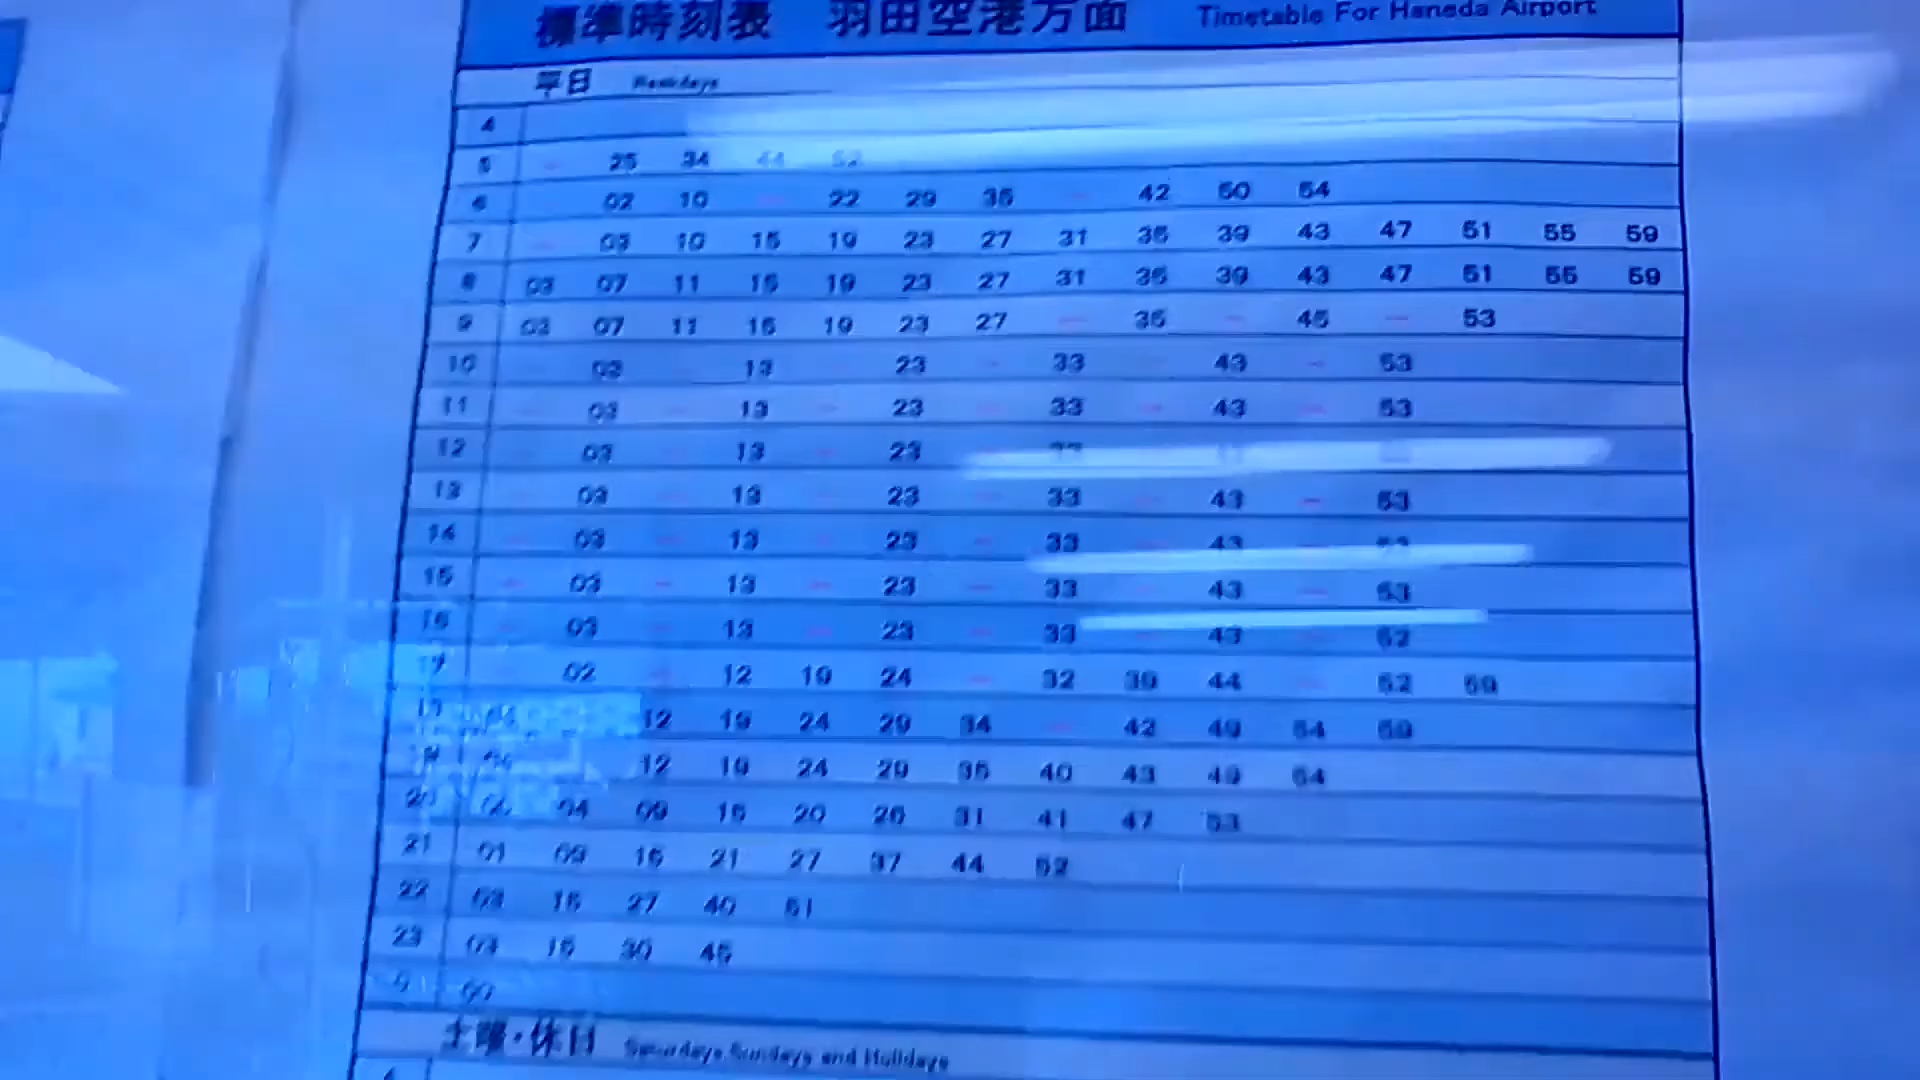 標準時刻表 羽田空港方面 Timetable For Haneda Airport
平日 Weekdays
4
5 25 34 44 52
6 02 10 22 29 35 42 50 54
7 03 10 15 19 23 27 31 35 39 43 47 51 55 59
8 03 07 11 15 19 23 27 31 35 39 43 47 51 55 59
9 03 07 11 15 19 23 27 35 45 53
10 03 13 23 33 43 53
11 03 13 23 33 43 53
12 03 13 23
13 03 13 23 33 43 53
14 03 13 23 33 43 53
15 03 13 23 33 43 53
16 03 13 23 33 43 52
17 02 12 19 24 32 39 44 52 59
12 19 24 29 34 42 49 54 59
12 19 24 29 35 40 43 49 54
20 04 09 15 20 26 31 41 47 53
21 01 09 15 21 27 37 44 52
22 03 15 27 40 51
23 03 15 30 45
土曜・休日 Saturdays, Sundays and Holidays